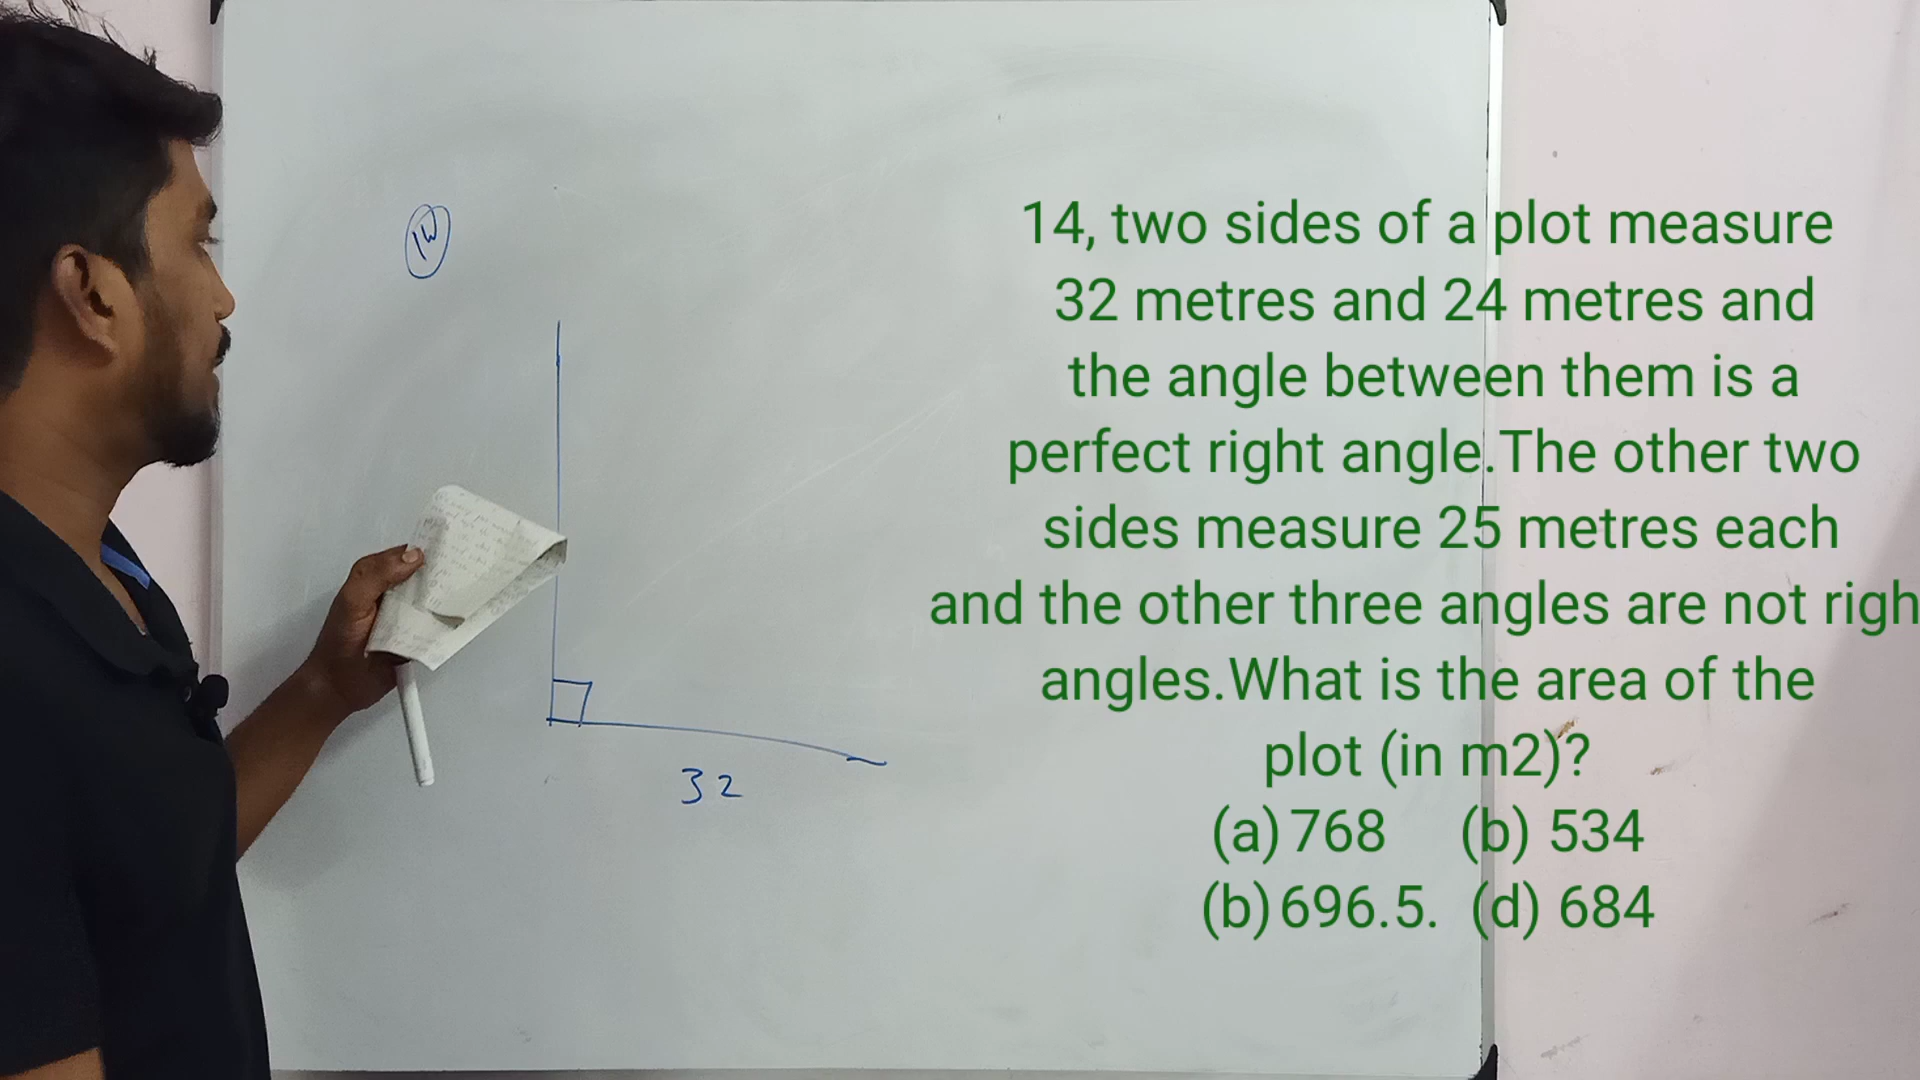 14
14, two sides of a plot measure
32 metres and 24 metres and
the angle between them is a
perfect right angle.The other two
sides measure 25 metres each
and the other three angles are not righ
angles.What is the area of the
plot (in m2)?
(a) 768 (b) 534
(b) 696.5. (d) 684
32